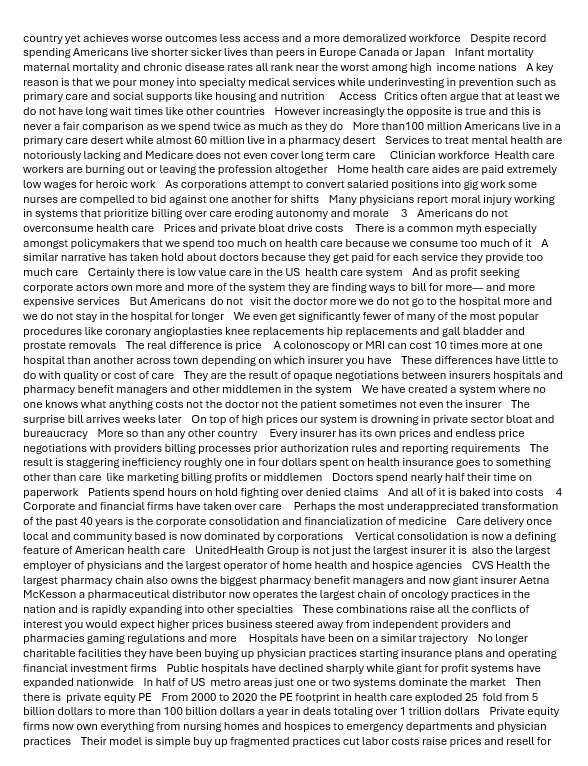 country yet achieves worse outcomes less access and a more demoralized workforce Despite record
spending Americans live shorter sicker lives than peers in Europe Canada or Japan Infant mortality
maternal mortality and chronic disease rates all rank near the worst among high income nations A key
reason is that we pour money into specialty medical services while underinvesting in prevention such as
primary care and social supports like housing and nutrition Access Critics often argue that at least we
do not have long wait times like other countries However increasingly the opposite is true and this is
never a fair comparison as we spend twice as much as they do More than100 million Americans live in a
primary care desert while almost 60 million live in a pharmacy desert Services to treat mental health are
notoriously lacking and Medicare does not even cover long term care Clinician workforce Health care
workers are burning out or leaving the profession altogether Home health care aides are paid extremely
low wages for heroic work As corporations attempt to convert salaried positions into gig work some
nurses are compelled to bid against one another for shifts Many physicians report moral injury working
in systems that prioritize billing over care eroding autonomy and morale 3 Americans do not
overconsume health care Prices and private bloat drive costs There is a common myth especially
amongst policymakers that we spend too much on health care because we consume too much of it A
similar narrative has taken hold about doctors because they get paid for each service they provide too
much care Certainly there is low value care in the US health care system And as profit seeking
corporate actors own more and more of the system they are finding ways to bill for more— and more
expensive services But Americans do not visit the doctor more we do not go to the hospital more and
we do not stay in the hospital for longer We even get significantly fewer of many of the most popular
procedures like coronary angioplasties knee replacements hip replacements and gall bladder and
prostate removals The real difference is price A colonoscopy or MRI can cost 10 times more at one
hospital than another across town depending on which insurer you have These differences have little to
do with quality or cost of care They are the result of opaque negotiations between insurers hospitals and
pharmacy benefit managers and other middlemen in the system We have created a system where no
one knows what anything costs not the doctor not the patient sometimes not even the insurer The
surprise bill arrives weeks later On top of high prices our system is drowning in private sector bloat and
bureaucracy More so than any other country Every insurer has its own prices and endless price
negotiations with providers billing processes prior authorization rules and reporting requirements The
result is staggering inefficiency roughly one in four dollars spent on health insurance goes to something
other than care like marketing billing profits or middlemen Doctors spend nearly half their time on
paperwork Patients spend hours on hold fighting over denied claims And all of it is baked into costs 4
Corporate and financial firms have taken over care Perhaps the most underappreciated transformation
of the past 40 years is the corporate consolidation and financialization of medicine Care delivery once
local and community based is now dominated by corporations Vertical consolidation is now a defining
feature of American health care UnitedHealth Group is not just the largest insurer it is also the largest
employer of physicians and the largest operator of home health and hospice agencies CVS Health the
largest pharmacy chain also owns the biggest pharmacy benefit managers and now giant insurer Aetna
McKesson a pharmaceutical distributor now operates the largest chain of oncology practices in the
nation and is rapidly expanding into other specialties These combinations raise all the conflicts of
interest you would expect higher prices business steered away from independent providers and
pharmacies gaming regulations and more Hospitals have been on a similar trajectory No longer
charitable facilities they have been buying up physician practices starting insurance plans and operating
financial investment firms Public hospitals have declined sharply while giant for profit systems have
expanded nationwide In half of US metro areas just one or two systems dominate the market Then
there is private equity PE From 2000 to 2020 the PE footprint in health care exploded 25 fold from 5
billion dollars to more than 100 billion dollars a year in deals totaling over 1 trillion dollars Private equity
firms now own everything from nursing homes and hospices to emergency departments and physician
practices Their model is simple buy up fragmented practices cut labor costs raise prices and resell for